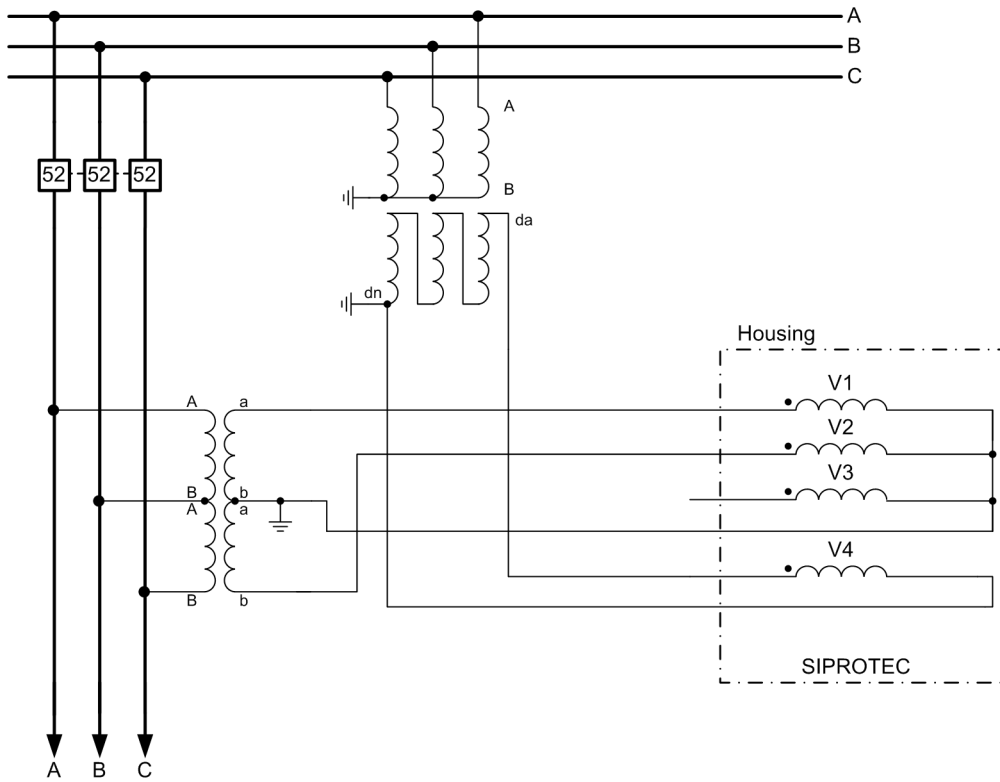 A
B
C
A
52 52 52
B
da
dn
Housing
V1
A a
V2
V3
B b
A a
V4
B b
SIPROTEC
A B C